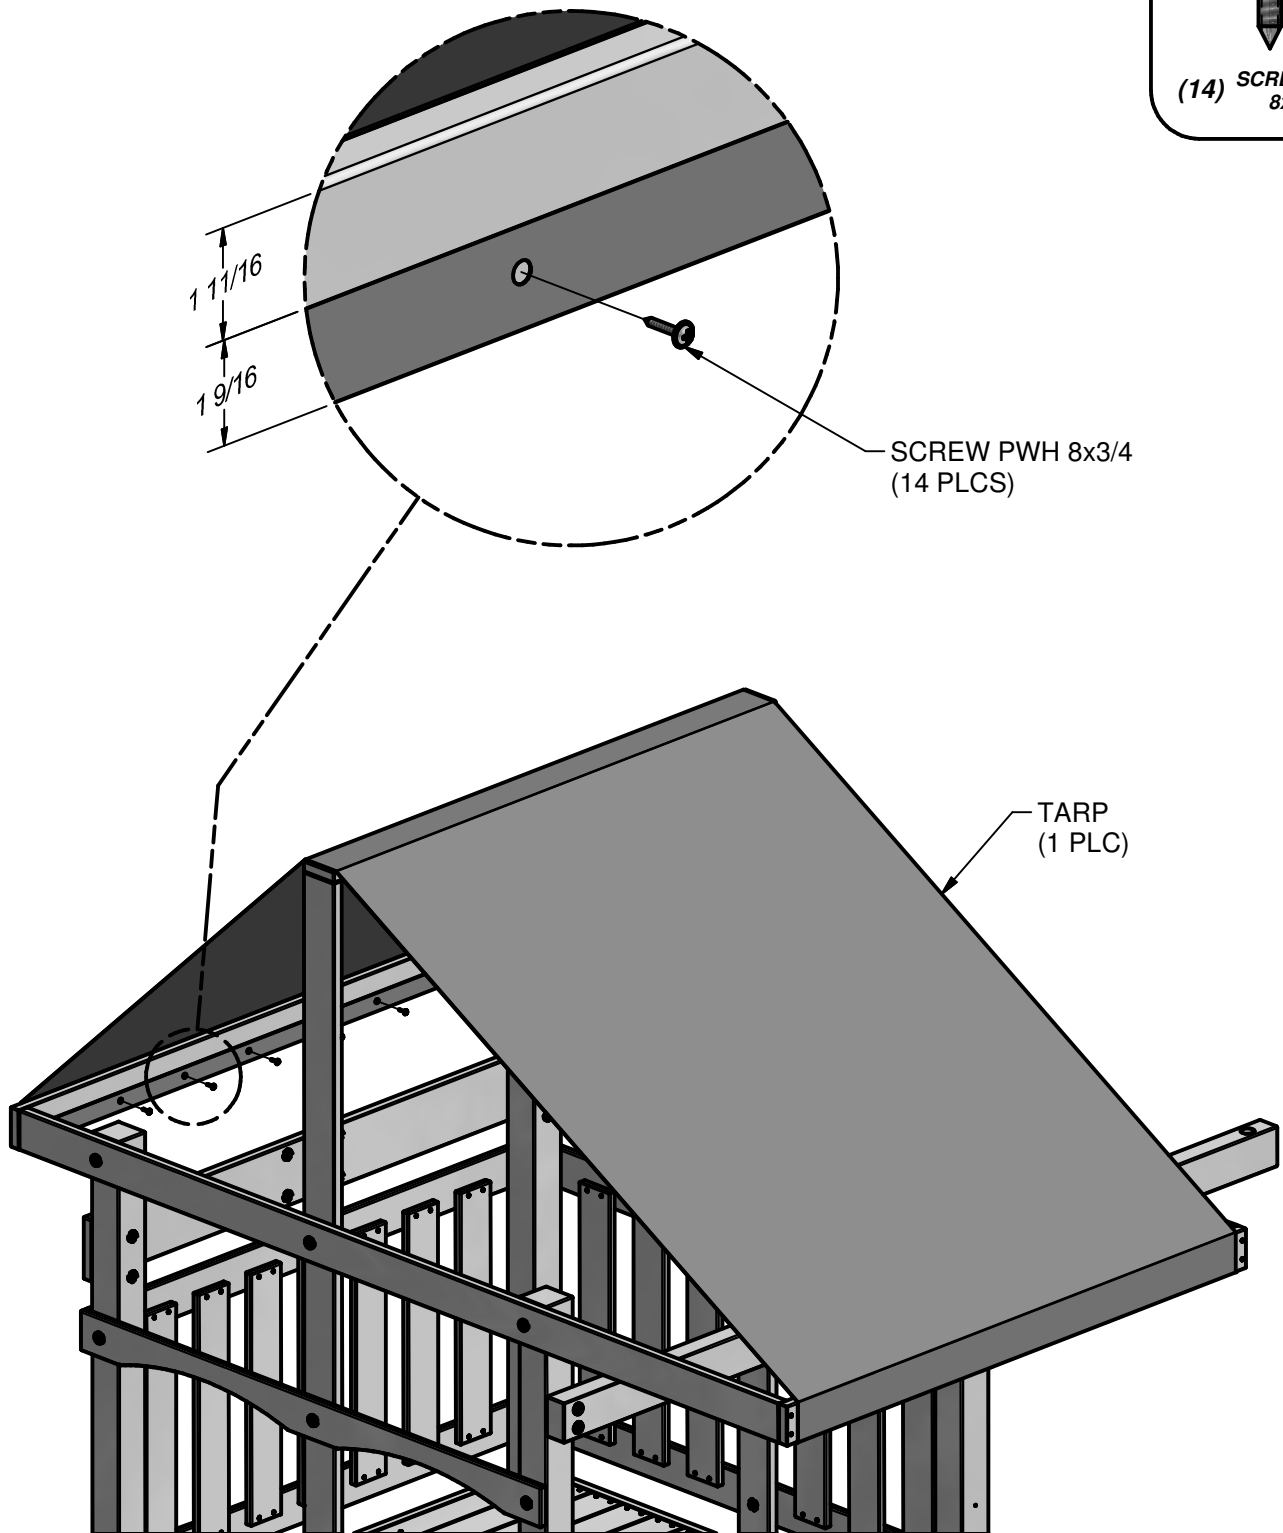 (14)
1 11/16
1 9/16
SCREW PWH 8x3/4
(14 PLCS)
TARP
(1 PLC)